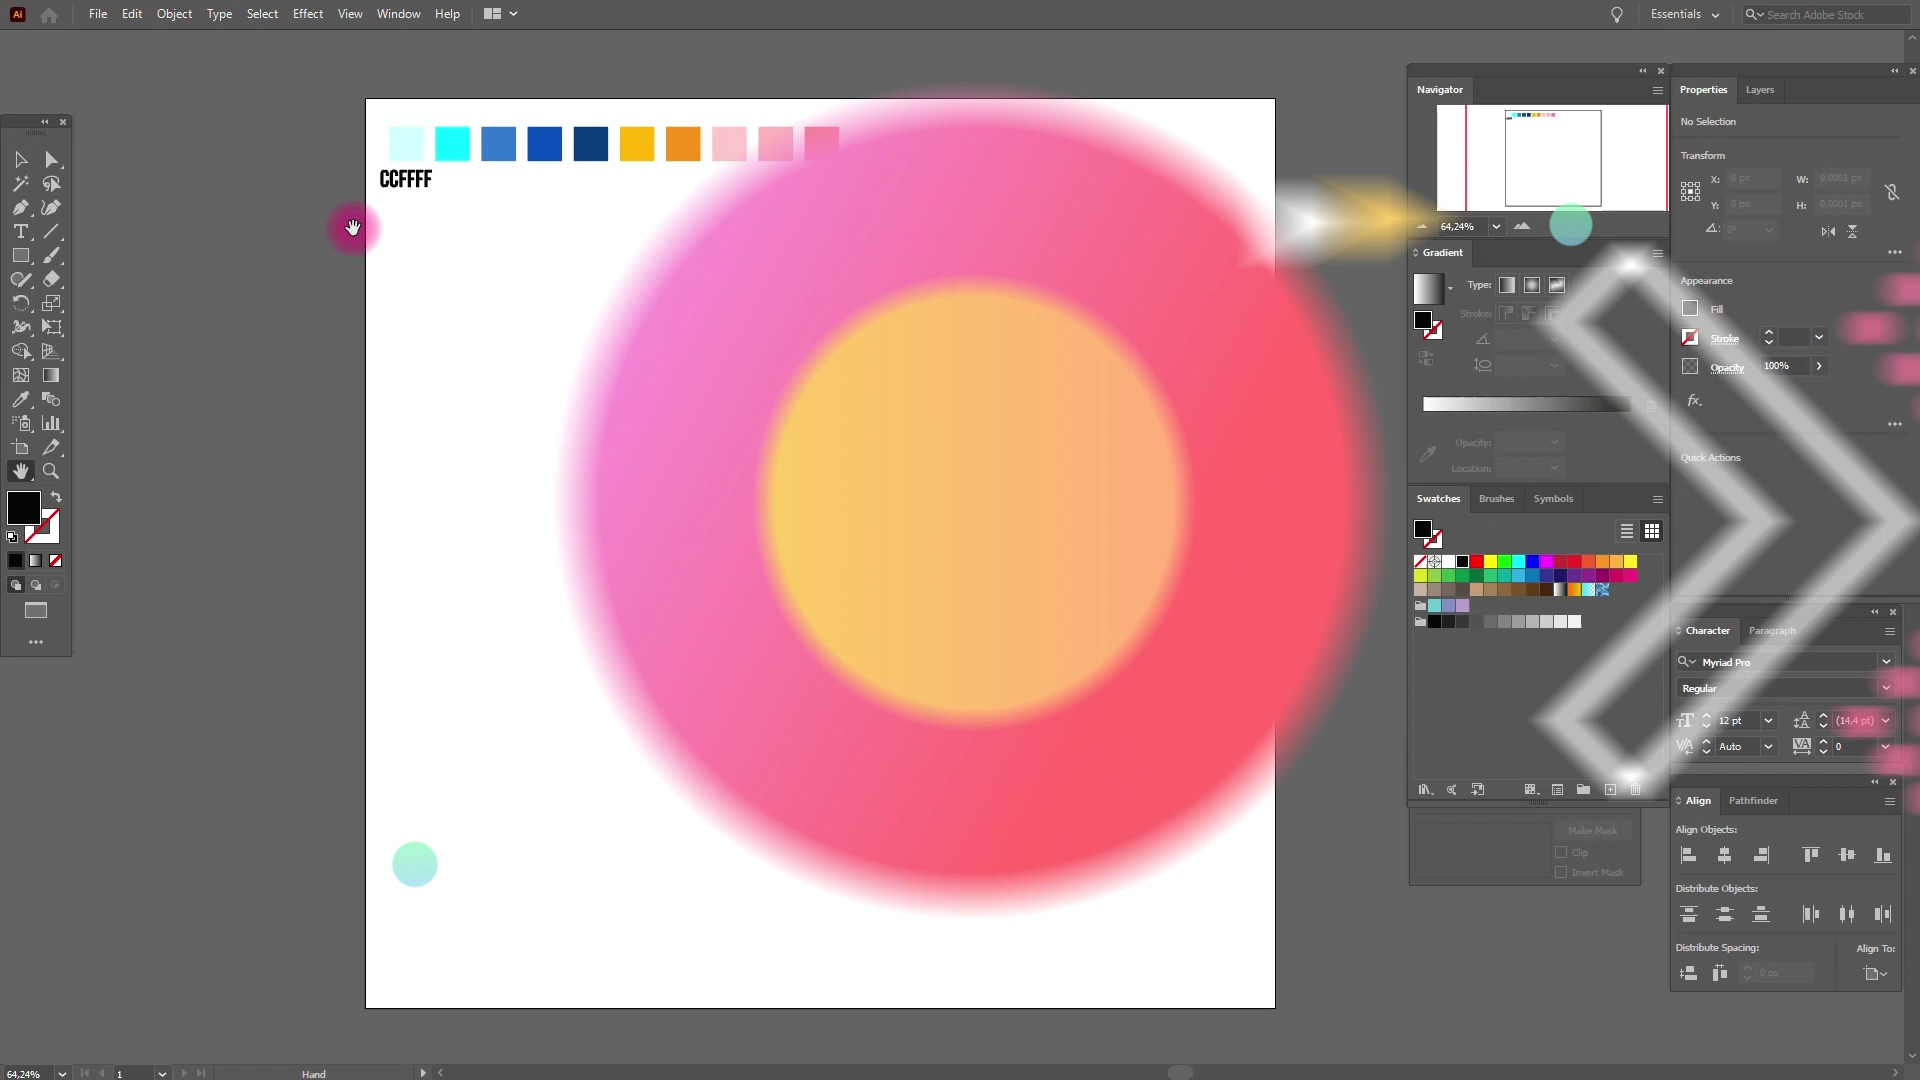 Ai File Edit Object Type Select Effect View Window Help Essentials Search Adobe Stock
CCFFFF
Navigator
64,24%
Gradient
Type:
Stroke:
Opacity:
Location:
Swatches Brushes Symbols
Make Mask
Clip
Invert Mask
Properties Layers
No Selection
Transform
X: 0 px W: 0,0001 px
Y: 0 px H: 0,0001 px
0°
Appearance
Fill
Stroke
Opacity 100%
fx.
Quick Actions
Character Paragraph
Myriad Pro
Regular
12 pt (14,4 pt)
Auto 0
Align Pathfinder
Align Objects:
Distribute Objects:
Distribute Spacing: Align To:
0 px
64,24% 1 Hand